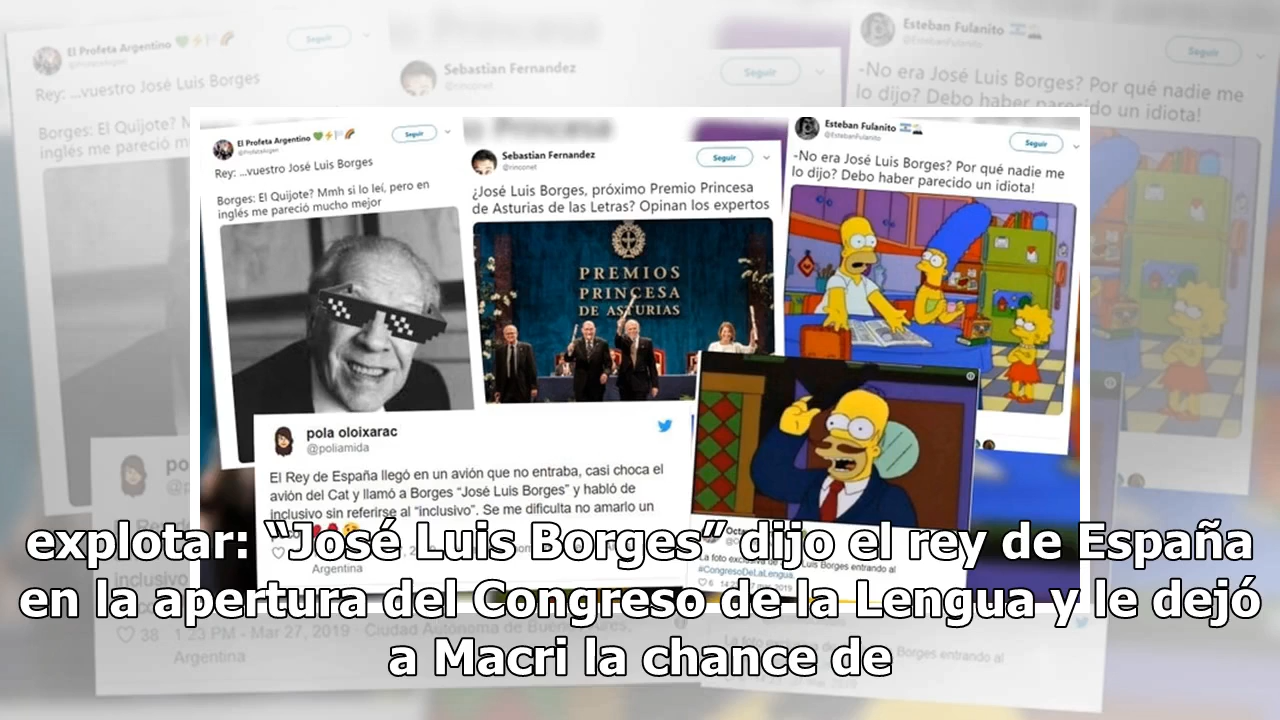 El Profeta Argentino
Seguir
Rey: ...vuestro José Luis Borges
Borges: El Quijote? Mmh si lo leí, pero en
inglés me pareció mucho mejor
Sebastian Fernandez
@rinconet
Seguir
¿José Luis Borges, próximo Premio Princesa
de Asturias de las Letras? Opinan los expertos
PREMIOS
PRINCESA
DE ASTURIAS
Esteban Fulanito
@EstebanFulanito
Seguir
-No era José Luis Borges? Por qué nadie me
lo dijo? Debo haber parecido un idiota!
pola oloixarac
@poliamida
El Rey de España llegó en un avión que no entraba, casi choca el
avión del Cat y llamó a Borges "José Luis Borges" y habló de
inclusivo sin referirse al "inclusivo". Se me dificulta no amarlo un
Argentina
La foto exclusiva de Luis Borges entrando al
#CongresoDeLaLengua
explotar: “José Luis Borges” dijo el rey de España
en la apertura del Congreso de la Lengua y le dejó
a Macri la chance de
38 1:23 PM - Mar 27, 2019 · Ciudad Autónoma de Buenos Aires,
Argentina